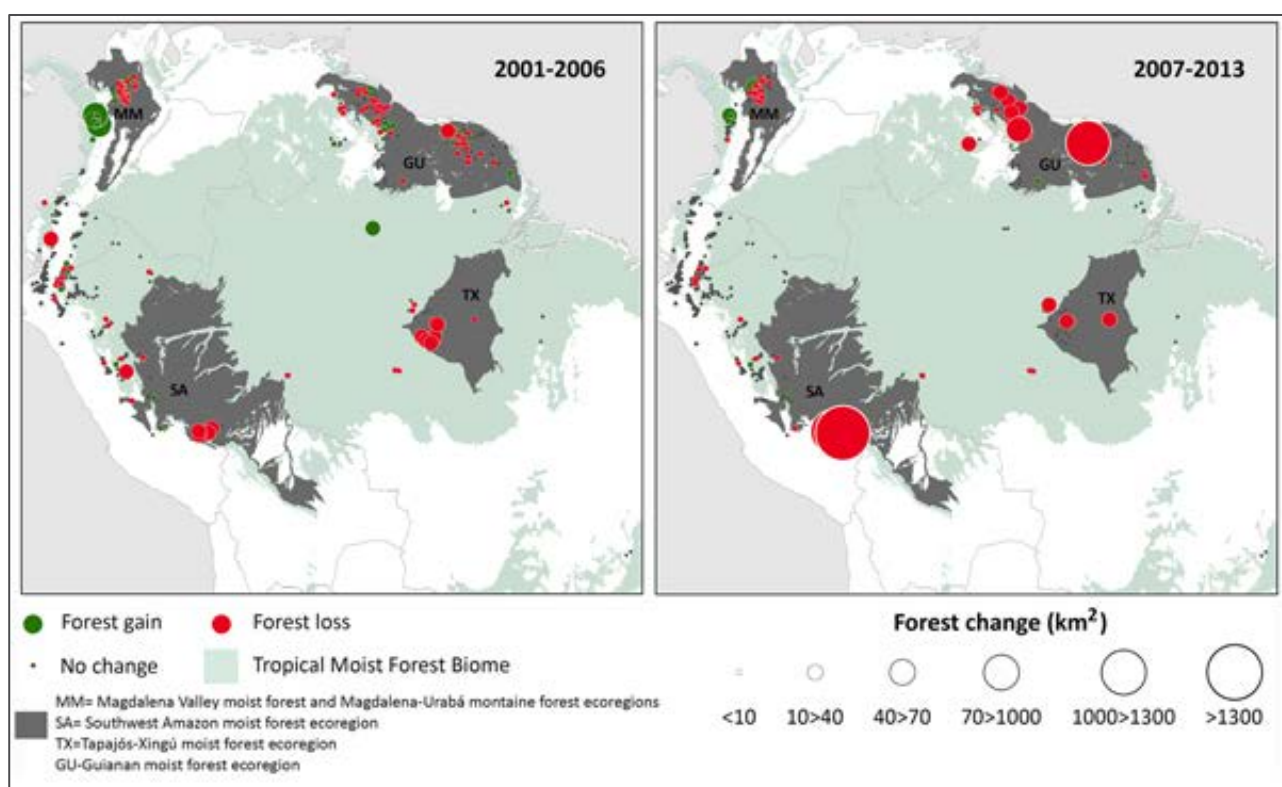 2001-2006
2007-2013
MM
GU
TX
SA
MM
GU
TX
SA
Forest gain
Forest loss
No change
Tropical Moist Forest Biome
MM= Magdalena Valley moist forest and Magdalena-Urabá montaine forest ecoregions
SA= Southwest Amazon moist forest ecoregion
TX=Tapajós-Xingú moist forest ecoregion
GU-Guianan moist forest ecoregion
Forest change (km²)
<10 10>40 40>70 70>1000 1000>1300 >1300